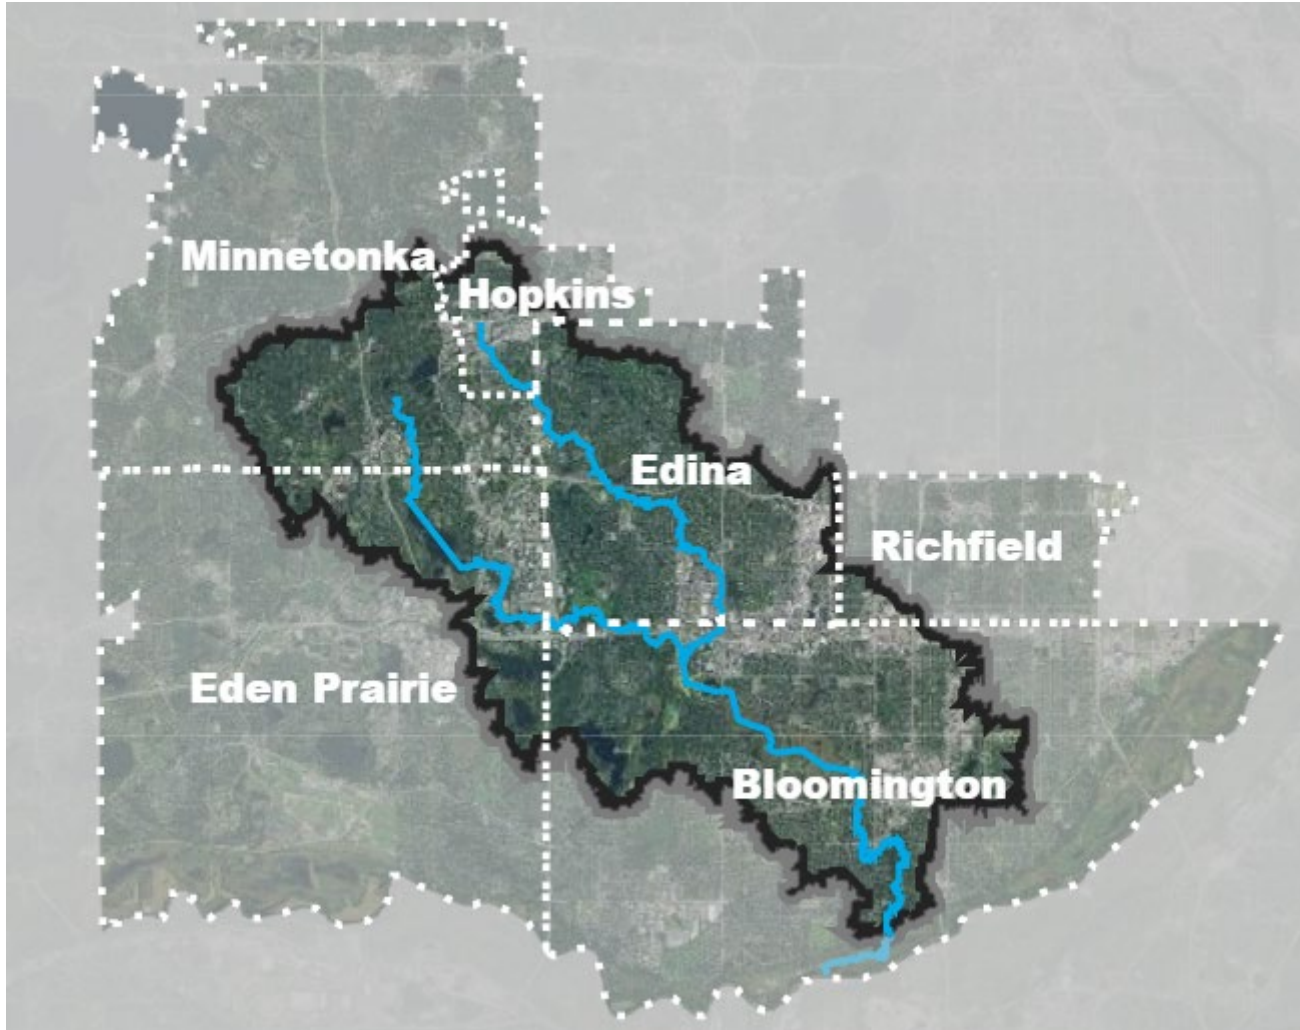 Minnetonka
Hopkins
Edina
Richfield
Eden Prairie
Bloomington